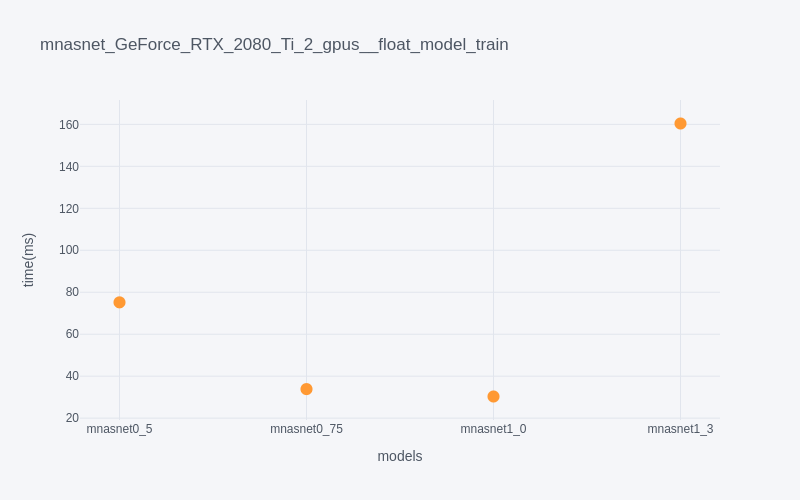 mnasnet_GeForce_RTX_2080_Ti_2_gpus__float_model_train
160
140
120
100
80
60
40
20
time(ms)
mnasnet0_5
mnasnet0_75
mnasnet1_0
mnasnet1_3
models